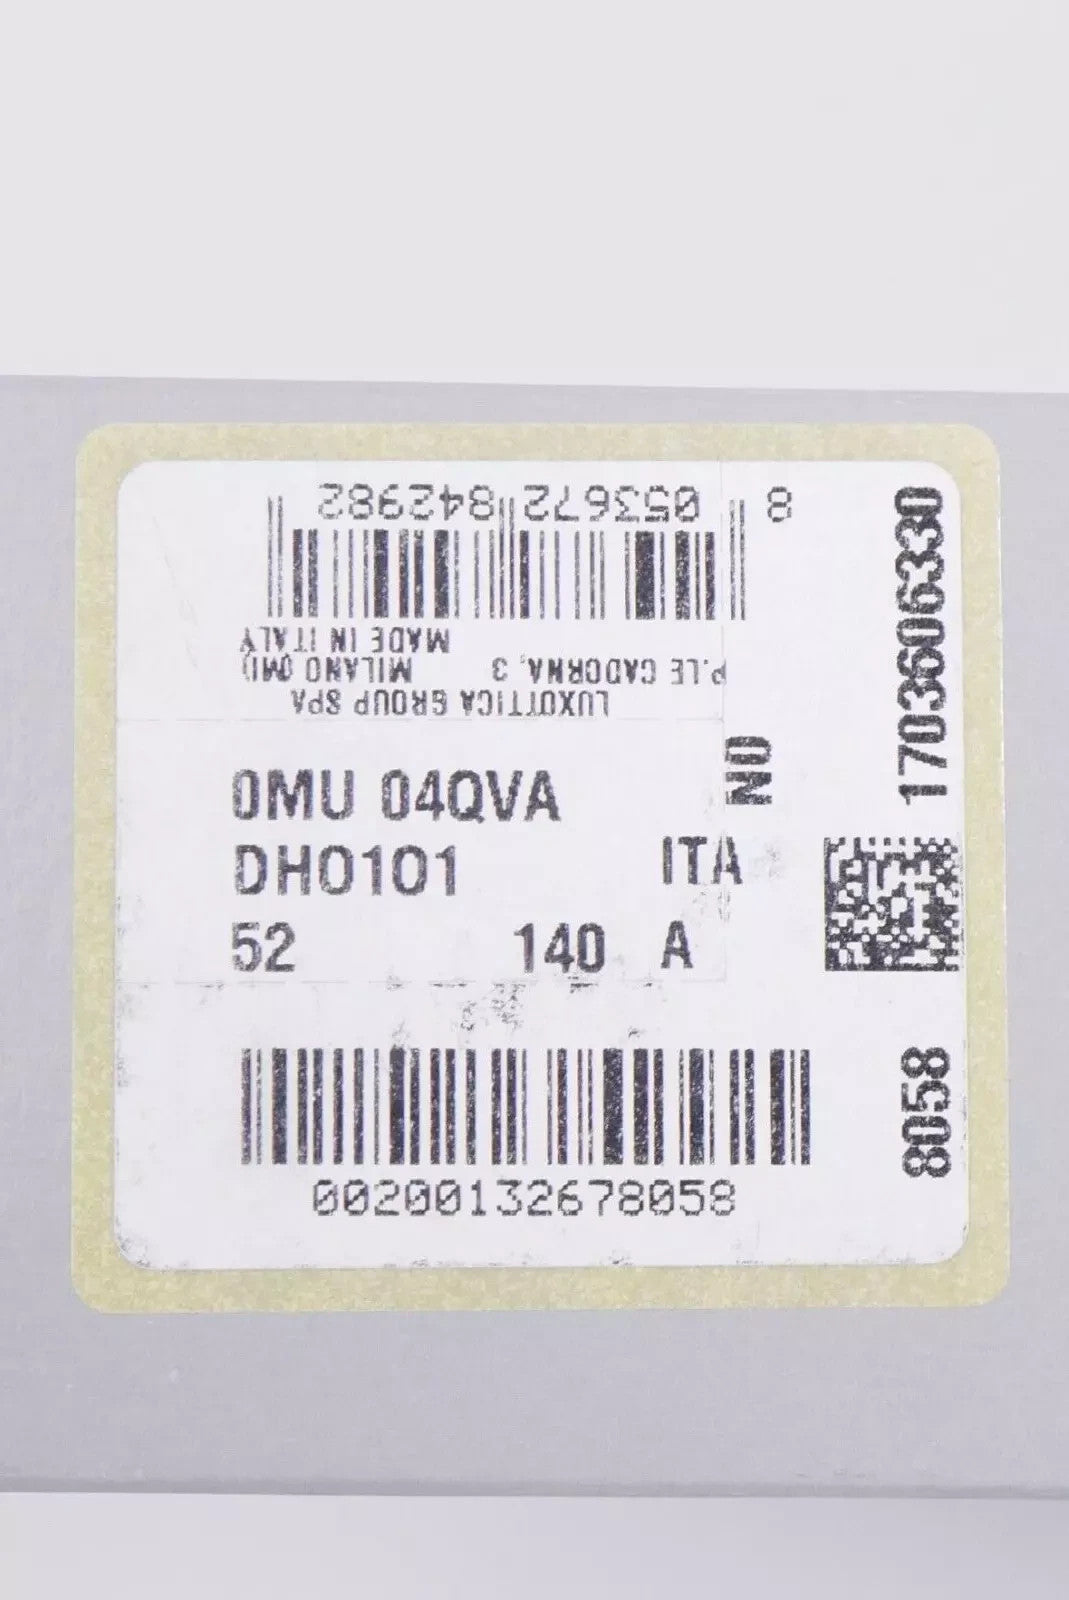 8 053672 842982
MADE IN ITALY
P.LE CADORNA, 3 MILANO (MI)
LUXOTTICA GROUP SPA
0MU 04QVA
NO
DHO1O1
ITA
52 140 A
00200132678058
1703606330
8058